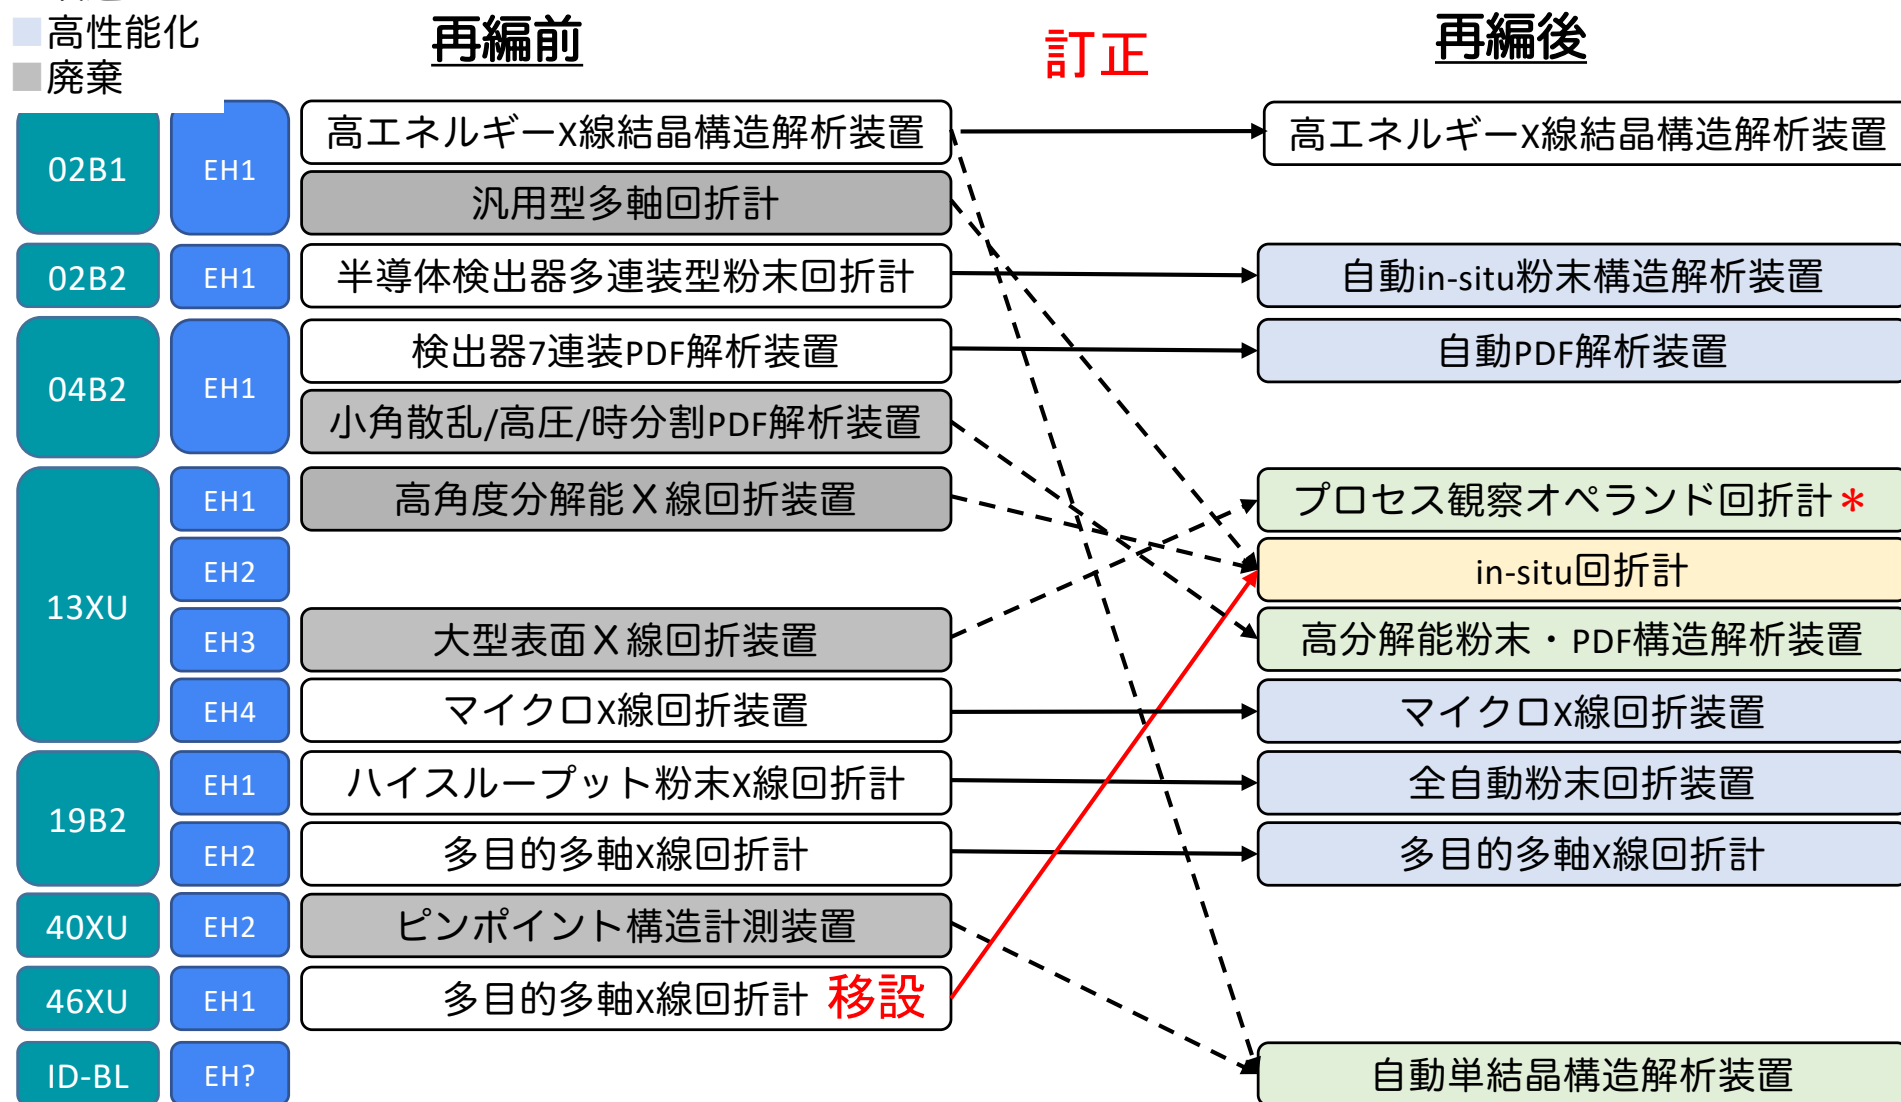 高性能化
廃棄
再編前
訂正
再編後
02B1
EH1
高エネルギーX線結晶構造解析装置
高エネルギーX線結晶構造解析装置
汎用型多軸回折計
02B2
EH1
半導体検出器多連装型粉末回折計
自動in-situ粉末構造解析装置
04B2
EH1
検出器7連装PDF解析装置
自動PDF解析装置
小角散乱/高圧/時分割PDF解析装置
13XU
EH1
高角度分解能X線回折装置
プロセス観察オペランド回折計*
EH2
in-situ回折計
EH3
大型表面X線回折装置
高分解能粉末・PDF構造解析装置
EH4
マイクロX線回折装置
マイクロX線回折装置
19B2
EH1
ハイスループット粉末X線回折計
全自動粉末回折装置
EH2
多目的多軸X線回折計
多目的多軸X線回折計
40XU
EH2
ピンポイント構造計測装置
46XU
EH1
多目的多軸X線回折計 移設
ID-BL
EH?
自動単結晶構造解析装置